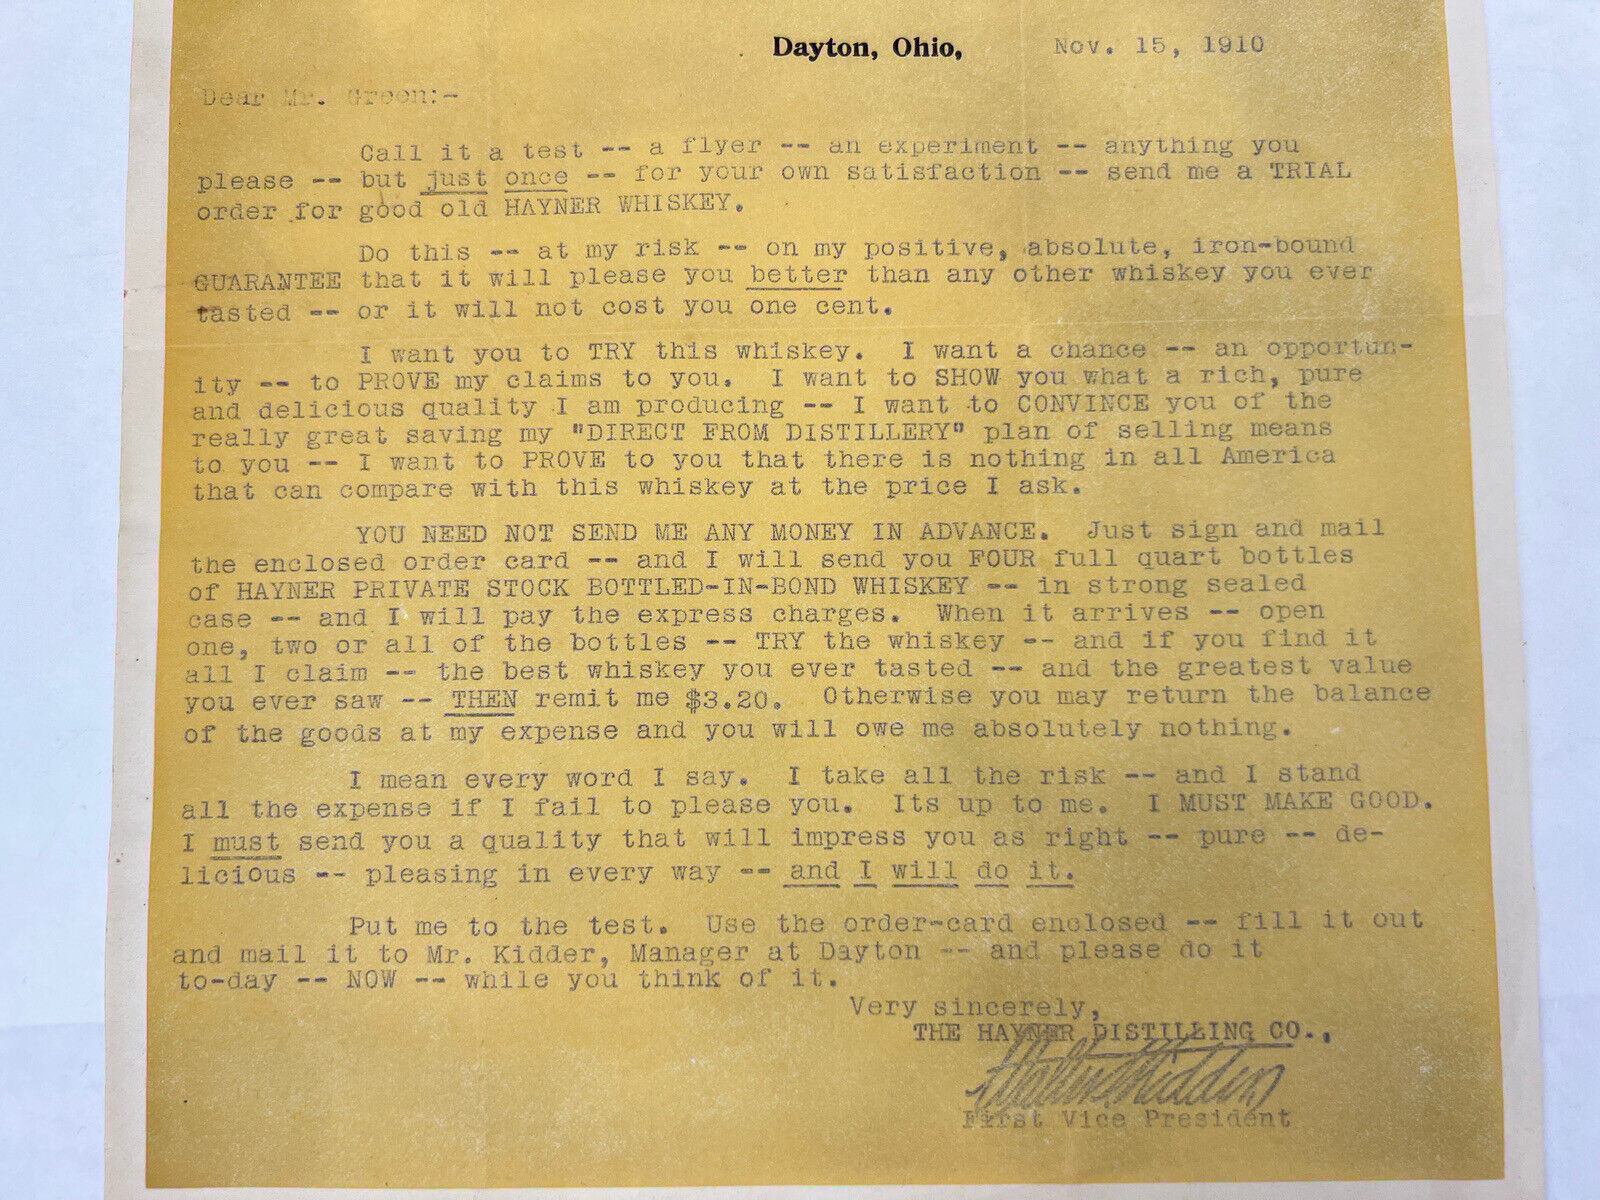 Dayton, Ohio, Nov. 15, 1910
Dear Mr. Green:-
Call it a test -- a flyer -- an experiment -- anything you
please -- but just once -- for your own satisfaction -- send me a TRIAL
order for good old HAYNER WHISKEY.
Do this -- at my risk -- on my positive, absolute, iron-bound
GUARANTEE that it will please you better than any other whiskey you ever
tasted -- or it will not cost you one cent.
I want you to TRY this whiskey. I want a chance -- an opportun-
ity -- to PROVE my claims to you. I want to SHOW you what a rich, pure
and delicious quality I am producing -- I want to CONVINCE you of the
really great saving my "DIRECT FROM DISTILLERY" plan of selling means
to you -- I want to PROVE to you that there is nothing in all America
that can compare with this whiskey at the price I ask.
YOU NEED NOT SEND ME ANY MONEY IN ADVANCE. Just sign and mail
the enclosed order card -- and I will send you FOUR full quart bottles
of HAYNER PRIVATE STOCK BOTTLED-IN-BOND WHISKEY -- in strong sealed
case -- and I will pay the express charges. When it arrives -- open
one, two or all of the bottles -- TRY the whiskey -- and if you find it
all I claim -- the best whiskey you ever tasted -- and the greatest value
you ever saw -- THEN remit me $3.20. Otherwise you may return the balance
of the goods at my expense and you will owe me absolutely nothing.
I mean every word I say. I take all the risk -- and I stand
all the expense if I fail to please you. Its up to me. I MUST MAKE GOOD.
I must send you a quality that will impress you as right -- pure -- de-
licious -- pleasing in every way -- and I will do it.
Put me to the test. Use the order-card enclosed -- fill it out
and mail it to Mr. Kidder, Manager at Dayton -- and please do it
to-day -- NOW -- while you think of it.
Very sincerely,
THE HAYNER DISTILLING CO.,
First Vice President